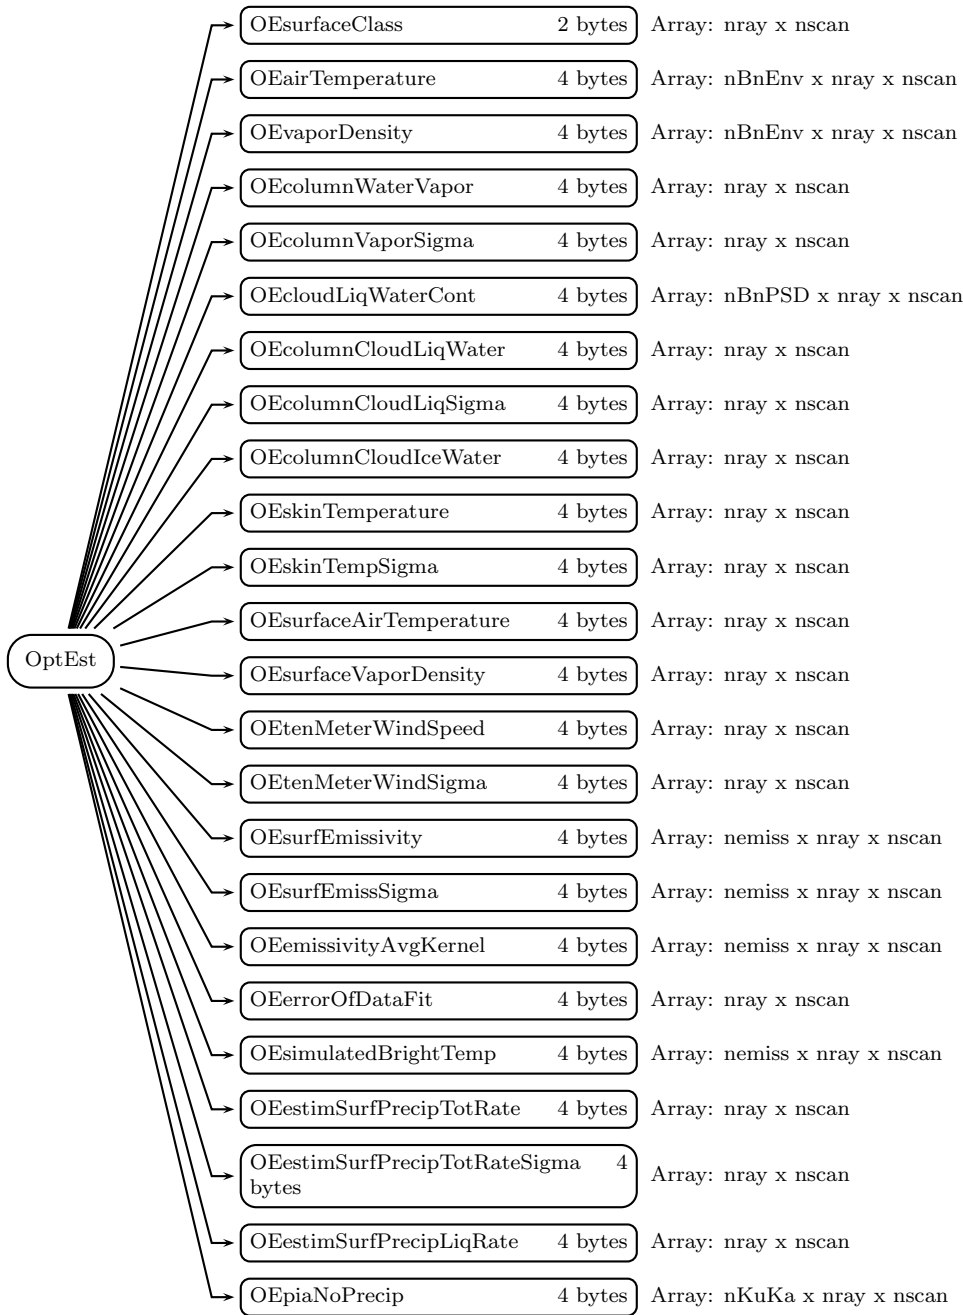 OEsurfaceClass 2 bytes Array: nray x nscan
OEairTemperature 4 bytes Array: nBnEnv x nray x nscan
OEvaporDensity 4 bytes Array: nBnEnv x nray x nscan
OEcolumnWaterVapor 4 bytes Array: nray x nscan
OEcolumnVaporSigma 4 bytes Array: nray x nscan
OEcloudLiqWaterCont 4 bytes Array: nBnPSD x nray x nscan
OEcolumnCloudLiqWater 4 bytes Array: nray x nscan
OEcolumnCloudLiqSigma 4 bytes Array: nray x nscan
OEcolumnCloudIceWater 4 bytes Array: nray x nscan
OEskinTemperature 4 bytes Array: nray x nscan
OEskinTempSigma 4 bytes Array: nray x nscan
OEsurfaceAirTemperature 4 bytes Array: nray x nscan
OptEst
OEsurfaceVaporDensity 4 bytes Array: nray x nscan
OEtenMeterWindSpeed 4 bytes Array: nray x nscan
OEtenMeterWindSigma 4 bytes Array: nray x nscan
OEsurfEmissivity 4 bytes Array: nemiss x nray x nscan
OEsurfEmissSigma 4 bytes Array: nemiss x nray x nscan
OEemissivityAvgKernel 4 bytes Array: nemiss x nray x nscan
OEerrorOfDataFit 4 bytes Array: nray x nscan
OEsimulatedBrightTemp 4 bytes Array: nemiss x nray x nscan
OEestimSurfPrecipTotRate 4 bytes Array: nray x nscan
OEestimSurfPrecipTotRateSigma 4
bytes
Array: nray x nscan
OEestimSurfPrecipLiqRate 4 bytes Array: nray x nscan
OEpiaNoPrecip 4 bytes Array: nKuKa x nray x nscan